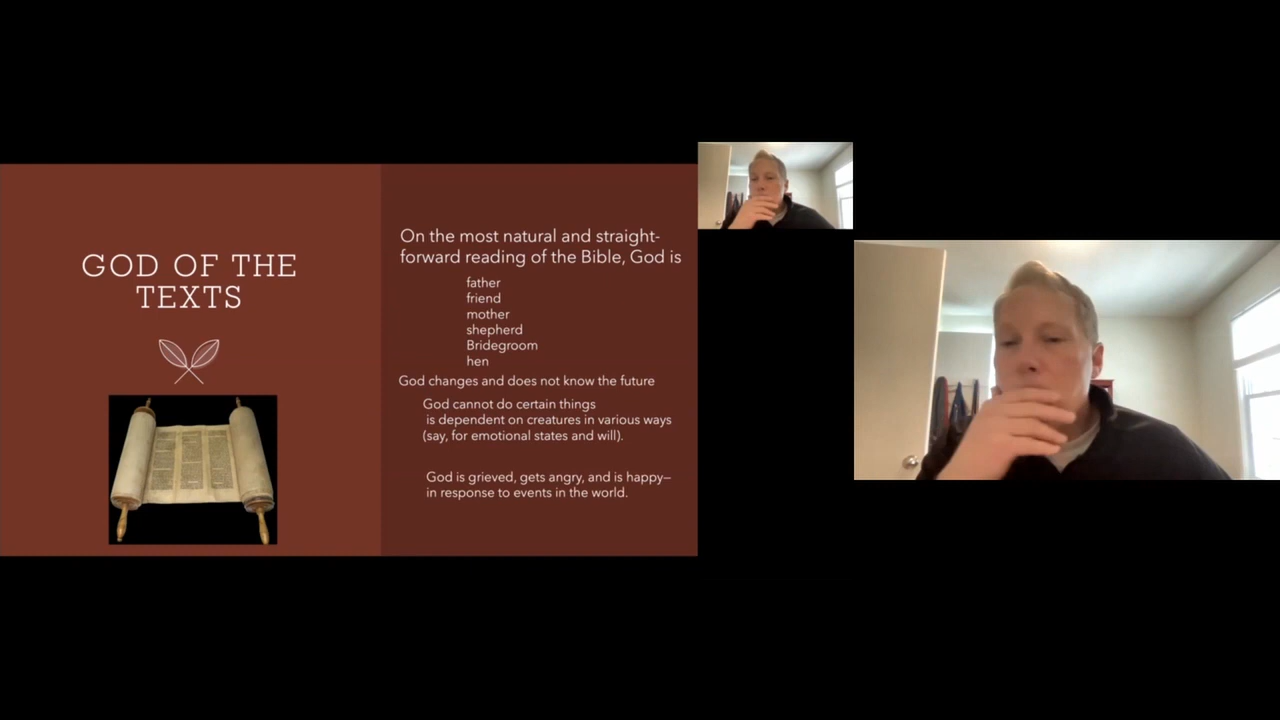 GOD OF THE
TEXTS
On the most natural and straight-
forward reading of the Bible, God is
father
friend
mother
shepherd
Bridegroom
hen
God changes and does not know the future
God cannot do certain things
is dependent on creatures in various ways
(say, for emotional states and will).
God is grieved, gets angry, and is happy—
in response to events in the world.